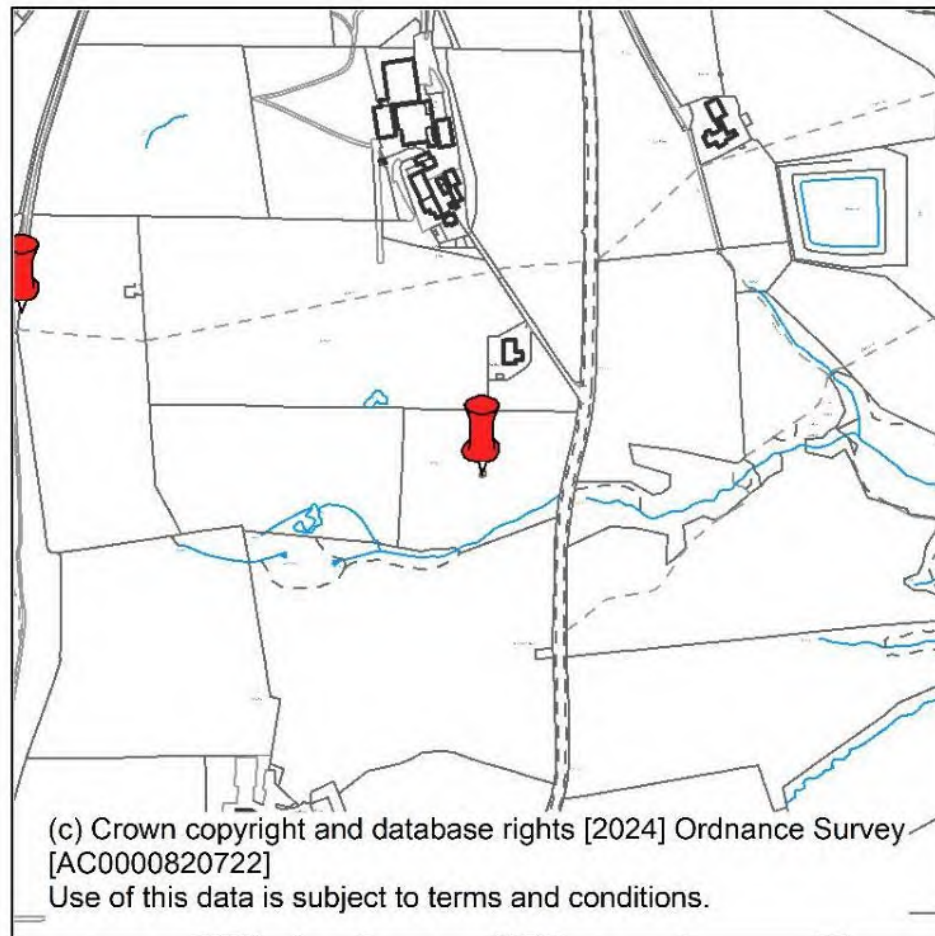 (c) Crown copyright and database rights [2024] Ordnance Survey
[AC0000820722]
Use of this data is subject to terms and conditions.